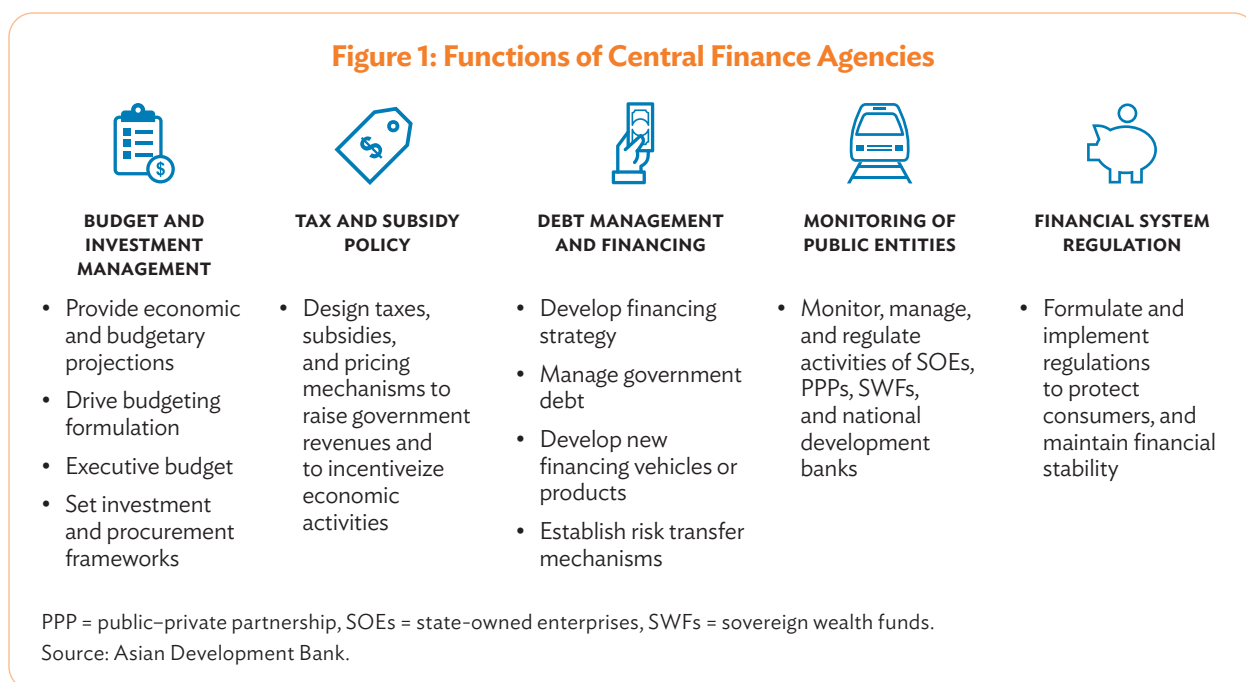 Figure 1: Functions of Central Finance Agencies
$
$
BUDGET AND
INVESTMENT
MANAGEMENT
• Provide economic
and budgetary
projections
• Drive budgeting
formulation
• Executive budget
• Set investment
and procurement
frameworks
TAX AND SUBSIDY
POLICY
• Design taxes,
subsidies,
and pricing
mechanisms to
raise government
revenues and
to incentiveize
economic
activities
DEBT MANAGEMENT
AND FINANCING
• Develop financing
strategy
• Manage government
debt
• Develop new
financing vehicles or
products
• Establish risk transfer
mechanisms
MONITORING OF
PUBLIC ENTITIES
• Monitor, manage,
and regulate
activities of SOEs,
PPPs, SWFs,
and national
development
banks
FINANCIAL SYSTEM
REGULATION
• Formulate and
implement
regulations
to protect
consumers, and
maintain financial
stability
PPP = public–private partnership, SOEs = state-owned enterprises, SWFs = sovereign wealth funds.
Source: Asian Development Bank.